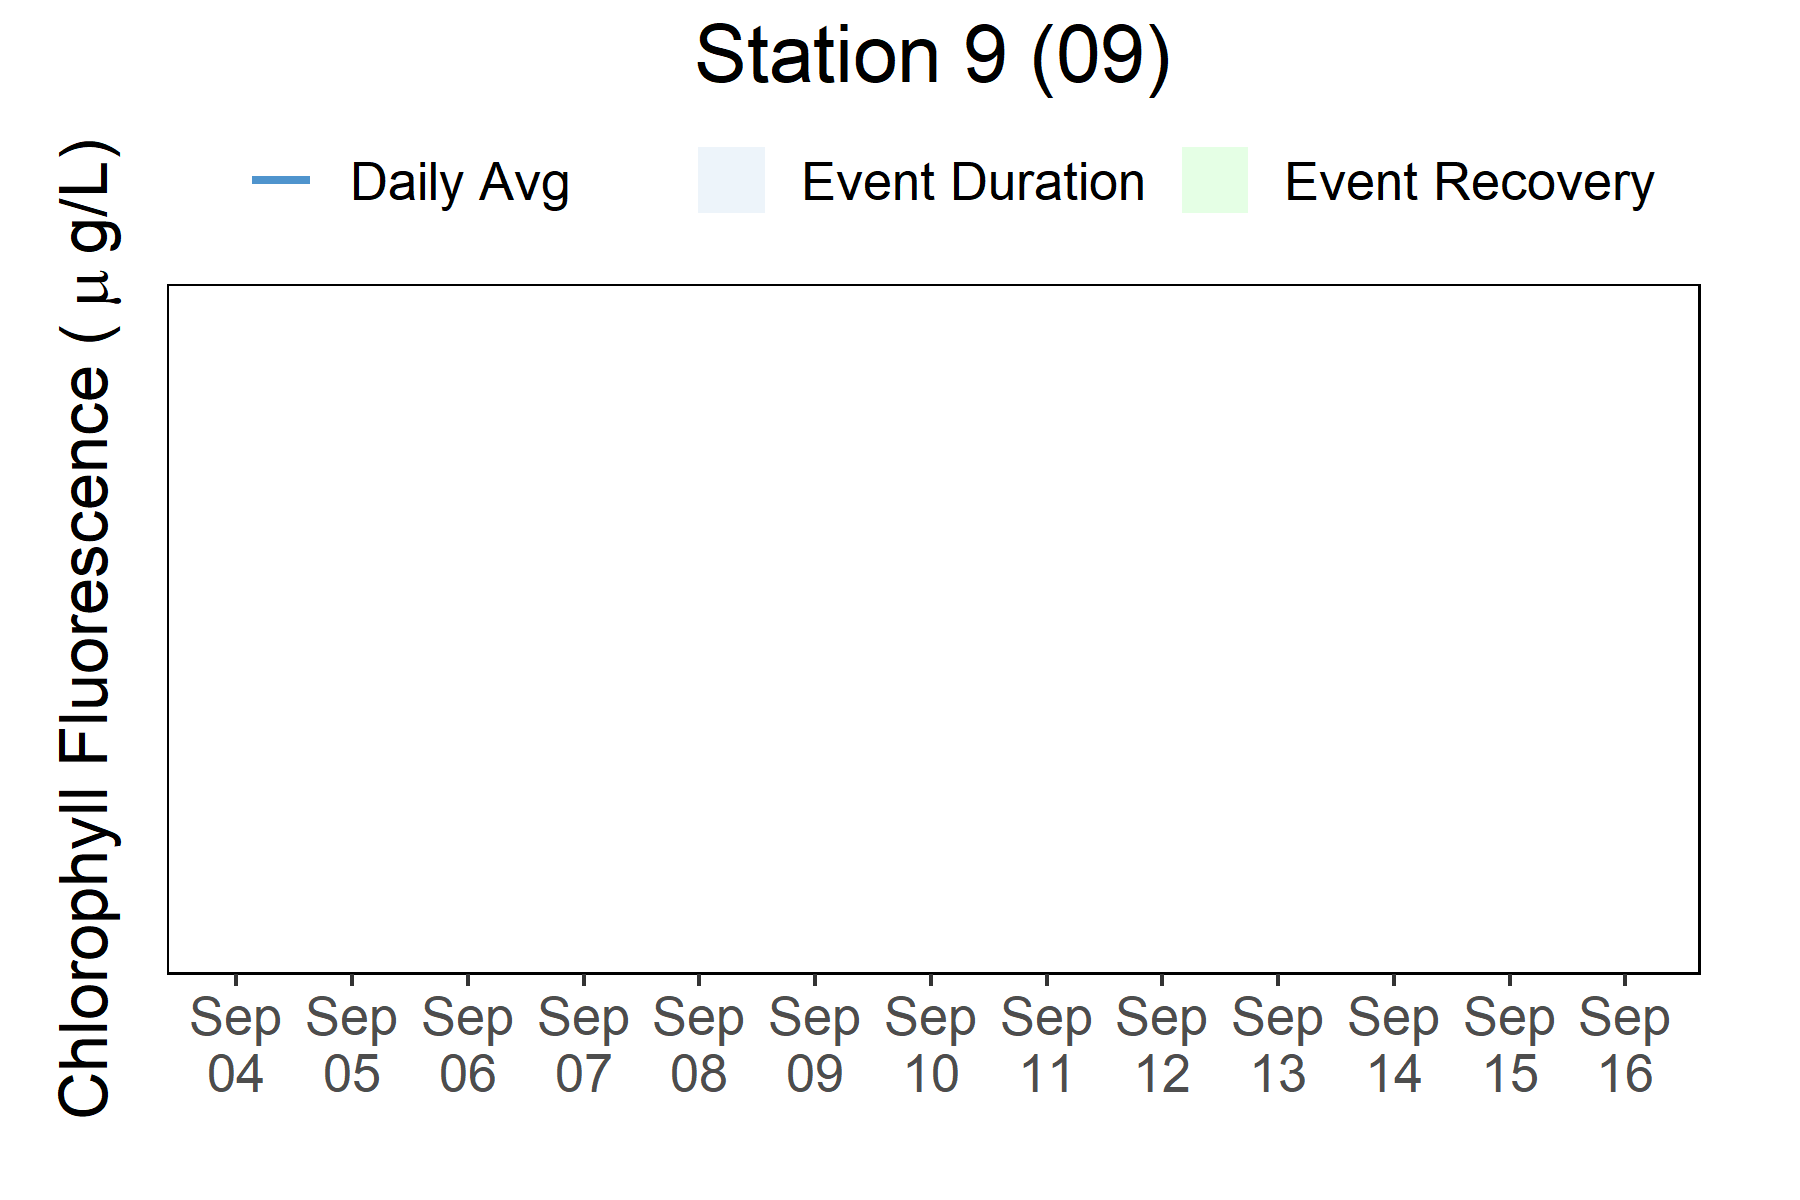 Station 9 (09)
Daily Avg
Event Duration
Event Recovery
Chlorophyll Fluorescence ( μ g/L)
Sep 04
Sep 05
Sep 06
Sep 07
Sep 08
Sep 09
Sep 10
Sep 11
Sep 12
Sep 13
Sep 14
Sep 15
Sep 16